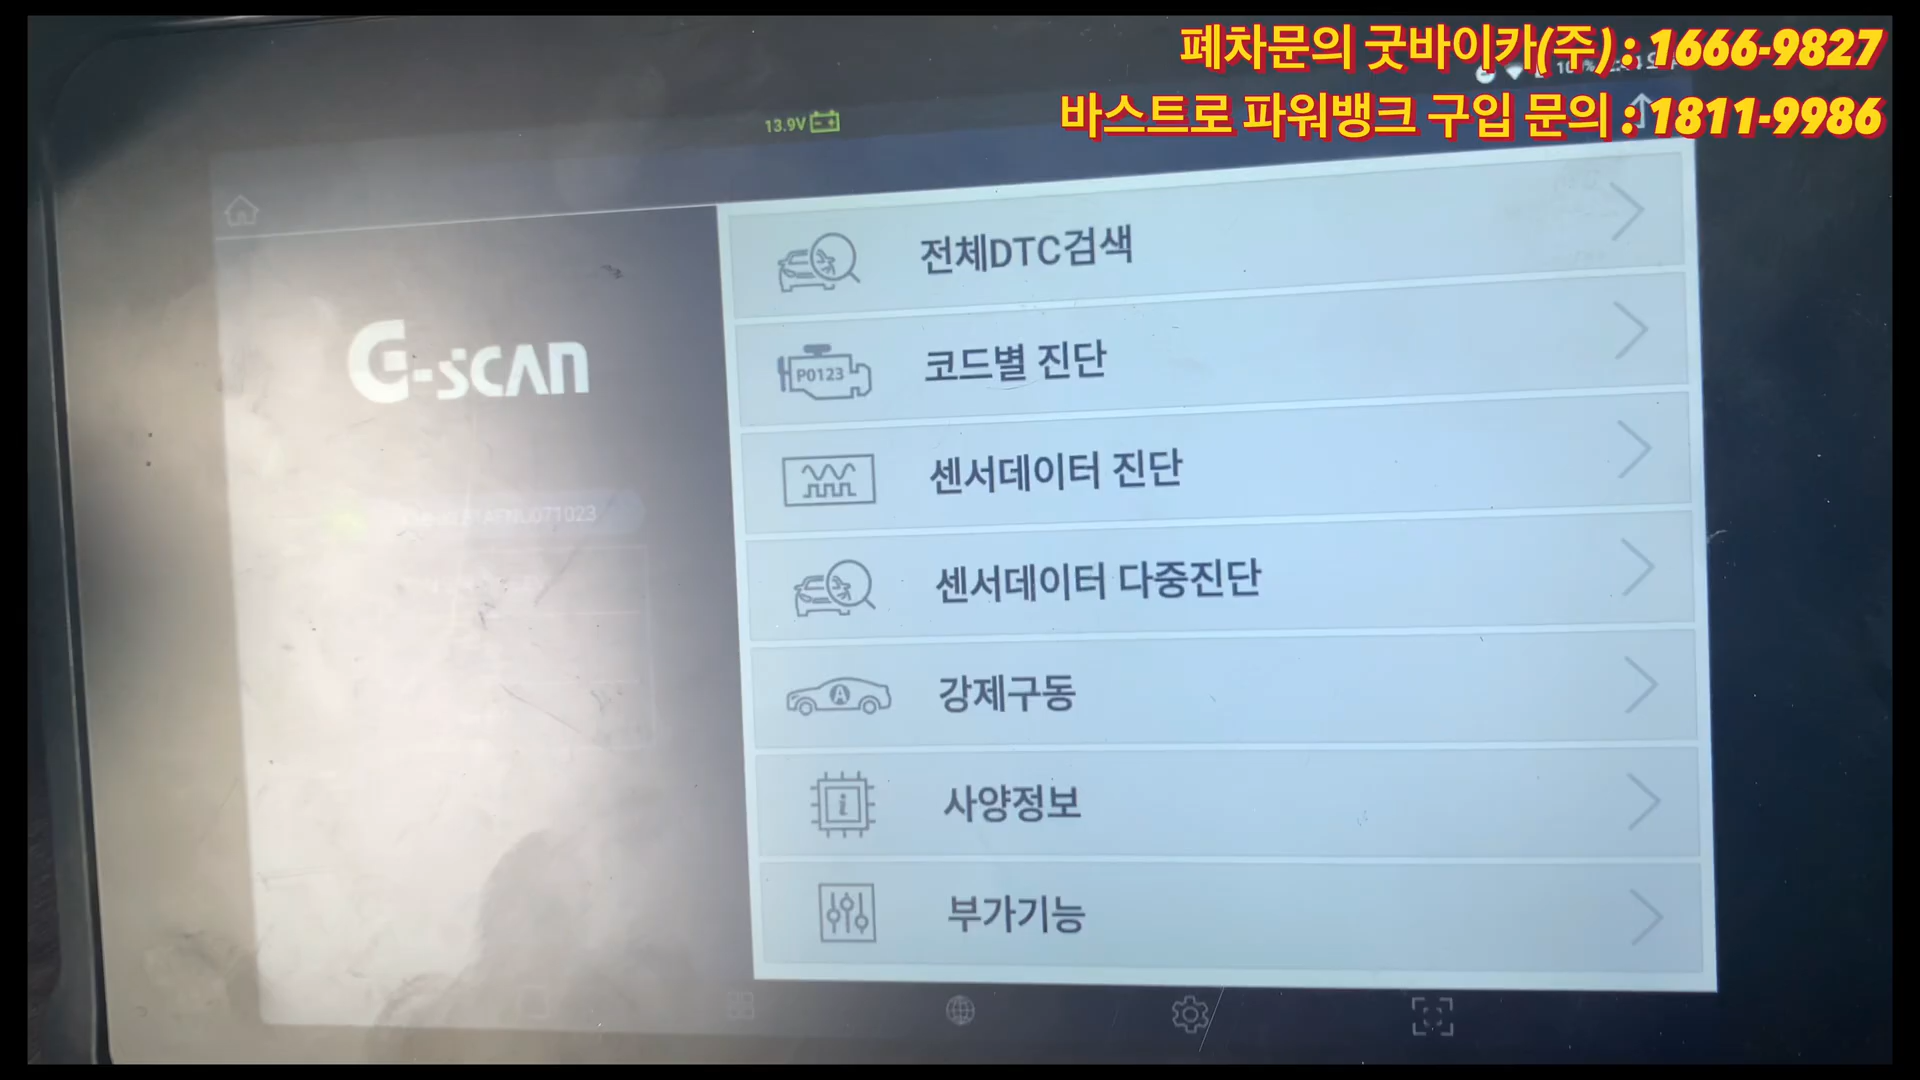 폐차문의 굿바이카(주) : 1666-9827
바스트로 파워뱅크 구입 문의 : 1811-9986
13.9V
G-scan
전체DTC검색
P0123
코드별 진단
센서데이터 진단
센서데이터 다중진단
A
강제구동
i
사양정보
부가기능